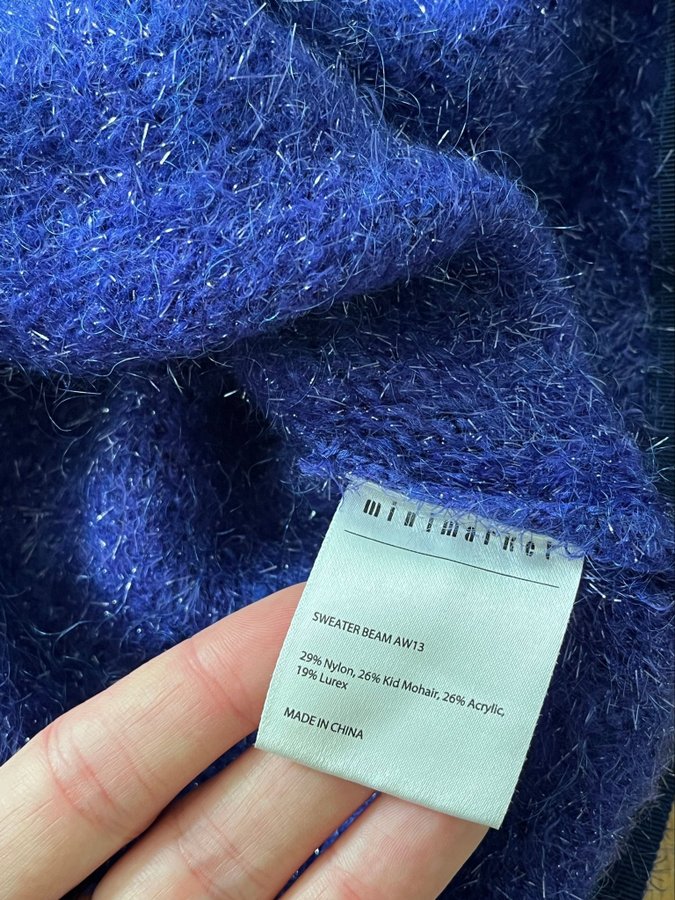 minimarket
SWEATER BEAM AW13
29% Nylon, 26% Kid Mohair, 26% Acrylic,
19% Lurex
MADE IN CHINA